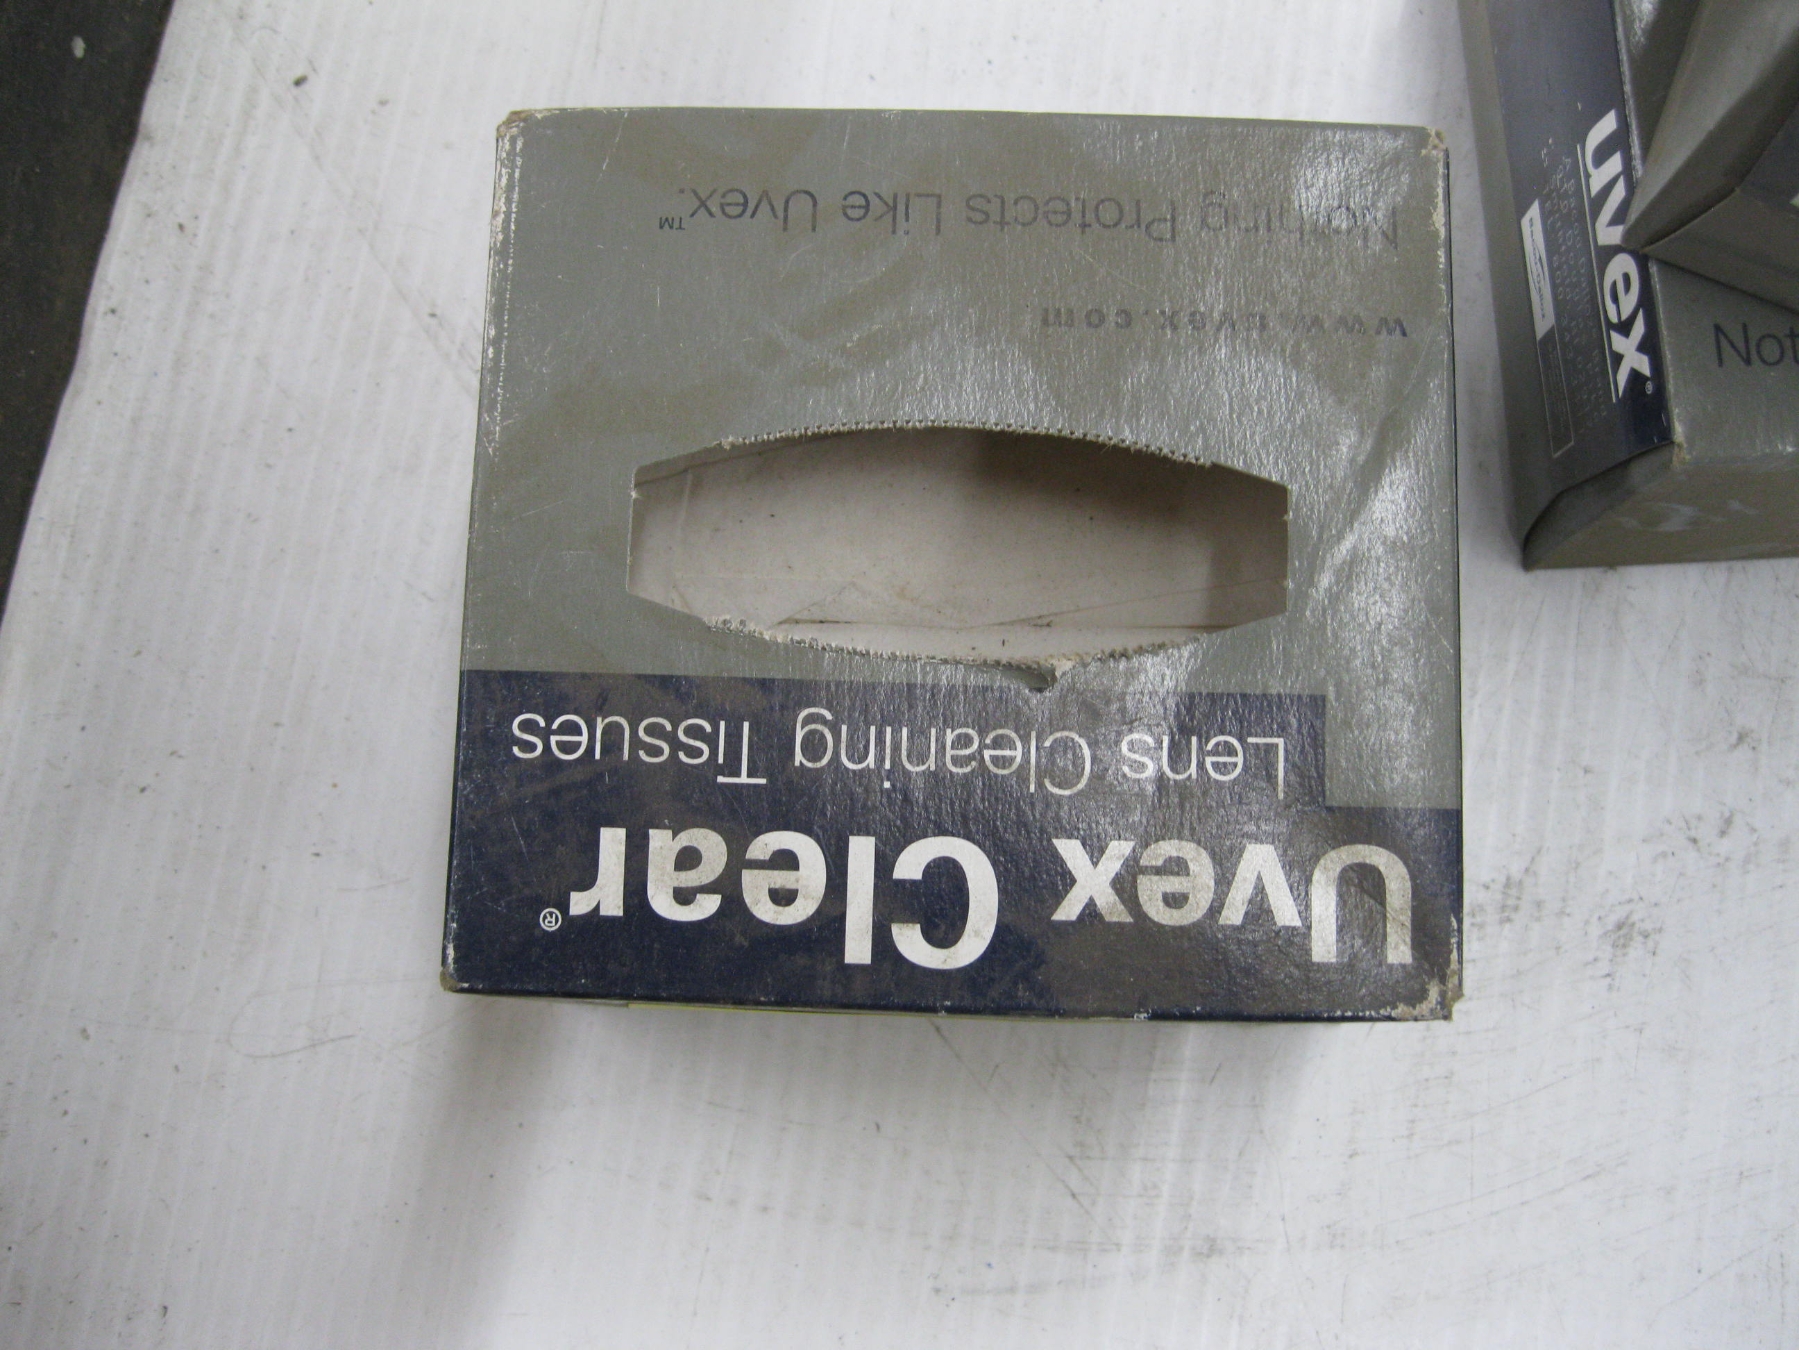 Uvex Clear®
Lens Cleaning Tissues
www.uvex.com
Nothing Protects Like Uvex.™
uvex®
Not